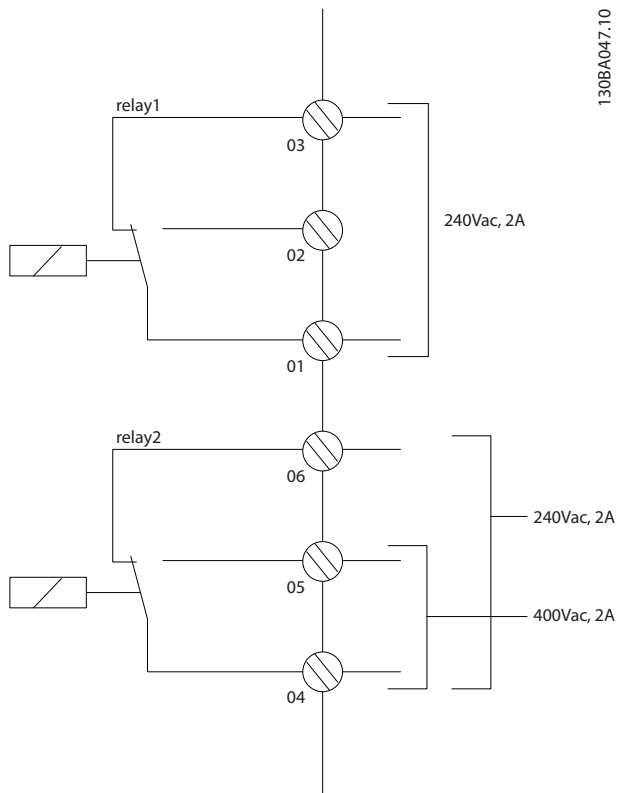 130BA047.10
relay1
03
240Vac, 2A
02
01
relay2
06
240Vac, 2A
05
400Vac, 2A
04